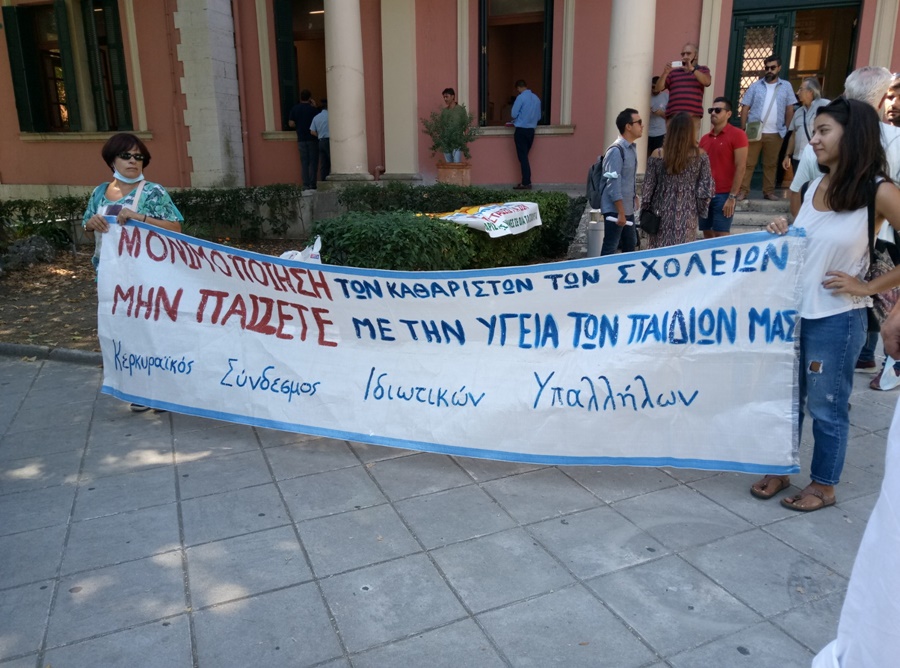 ΜΟΝΙΜΟΠΟΙΗΣΗ ΤΩΝ ΚΑΘΑΡΙΣΤΩΝ ΤΩΝ ΣΧΟΛΕΙΩΝ
ΜΗΝ ΠΑΙΖΕΤΕ ΜΕ ΤΗΝ ΥΓΕΙΑ ΤΩΝ ΠΑΙΔΙΩΝ ΜΑΣ
Κερκυραϊκός Σύνδεσμος Ιδιωτικών Υπαλλήλων